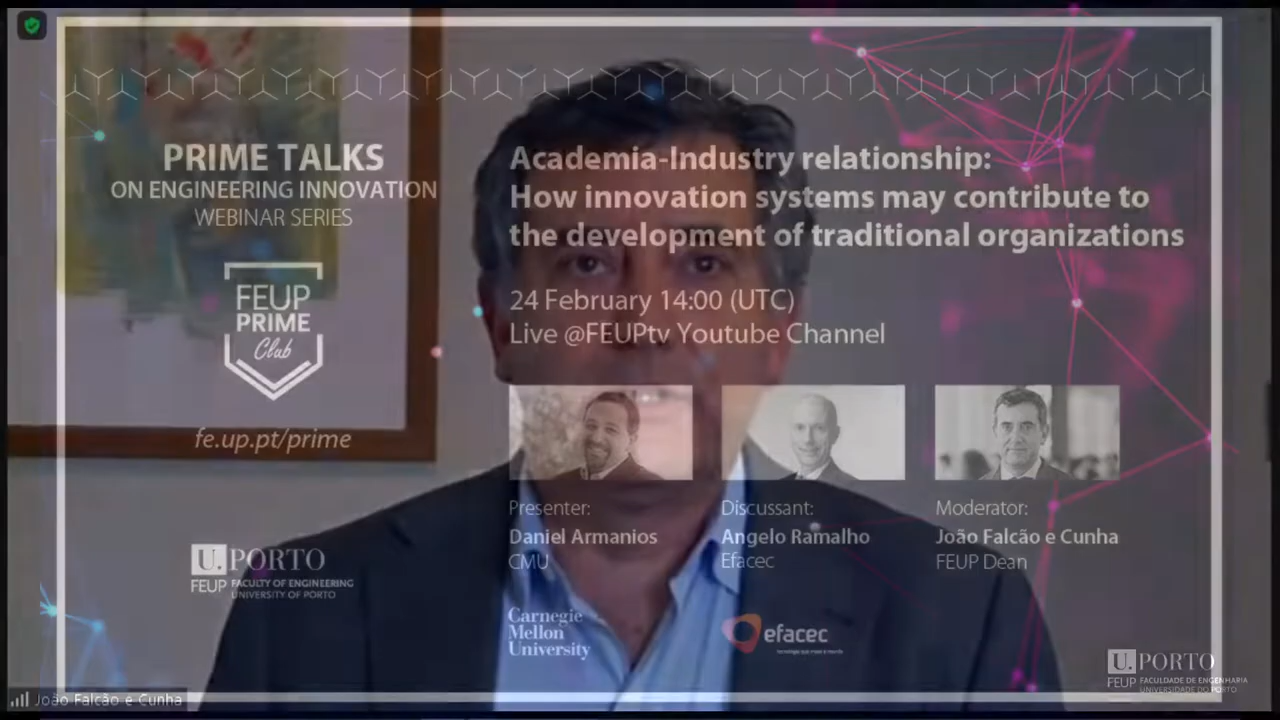 PRIME TALKS
ON ENGINEERING INNOVATION
WEBINAR SERIES
FEUP
PRIME
Club
fe.up.pt/prime
U. PORTO
FEUP FACULTY OF ENGINEERING
UNIVERSITY OF PORTO
Academia-Industry relationship:
How innovation systems may contribute to
the development of traditional organizations
24 February 14:00 (UTC)
Live @FEUPtv Youtube Channel
Presenter:
Daniel Armanios
CMU
Discussant:
Angelo Ramalho
Efacec
Moderator:
João Falcão e Cunha
FEUP Dean
Carnegie
Mellon
University
efacec
U. PORTO
FEUP FACULDADE DE ENGENHARIA
UNIVERSIDADE DO PORTO
João Falcão e Cunha